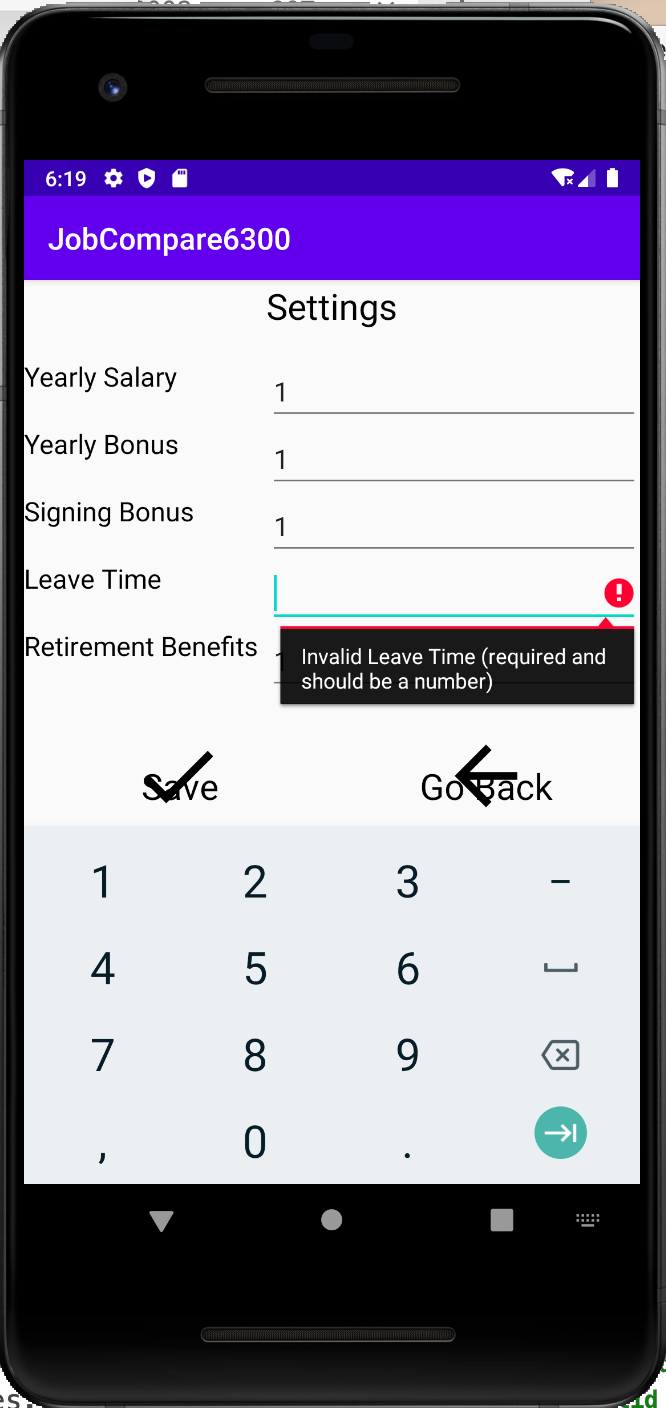 6:19
JobCompare6300
Settings
Yearly Salary
1
Yearly Bonus
1
Signing Bonus
1
Leave Time
Retirement Benefits
1
Invalid Leave Time (required and
should be a number)
Save
Go Back
1 2 3 –
4 5 6
7 8 9
, 0 .